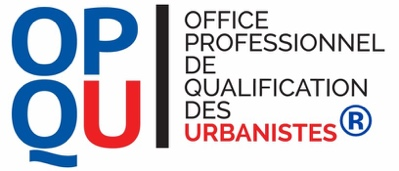 OP
QU
OFFICE
PROFESSIONNEL
DE
QUALIFICATION
DES
URBANISTES®